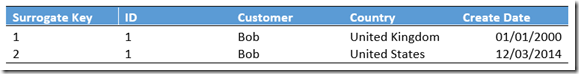 Surrogate Key ID Customer Country Create Date
1 1 Bob United Kingdom 01/01/2000
2 1 Bob United States 12/03/2014